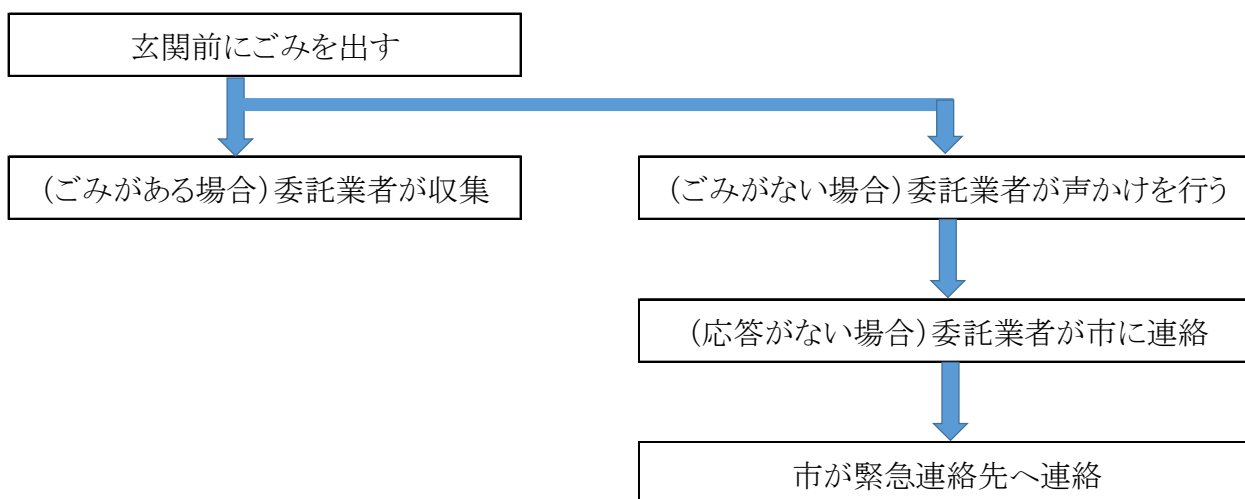 玄関前にごみを出す
(ごみがある場合)委託業者が収集
(ごみがない場合)委託業者が声かけを行う
(応答がない場合)委託業者が市に連絡
市が緊急連絡先へ連絡